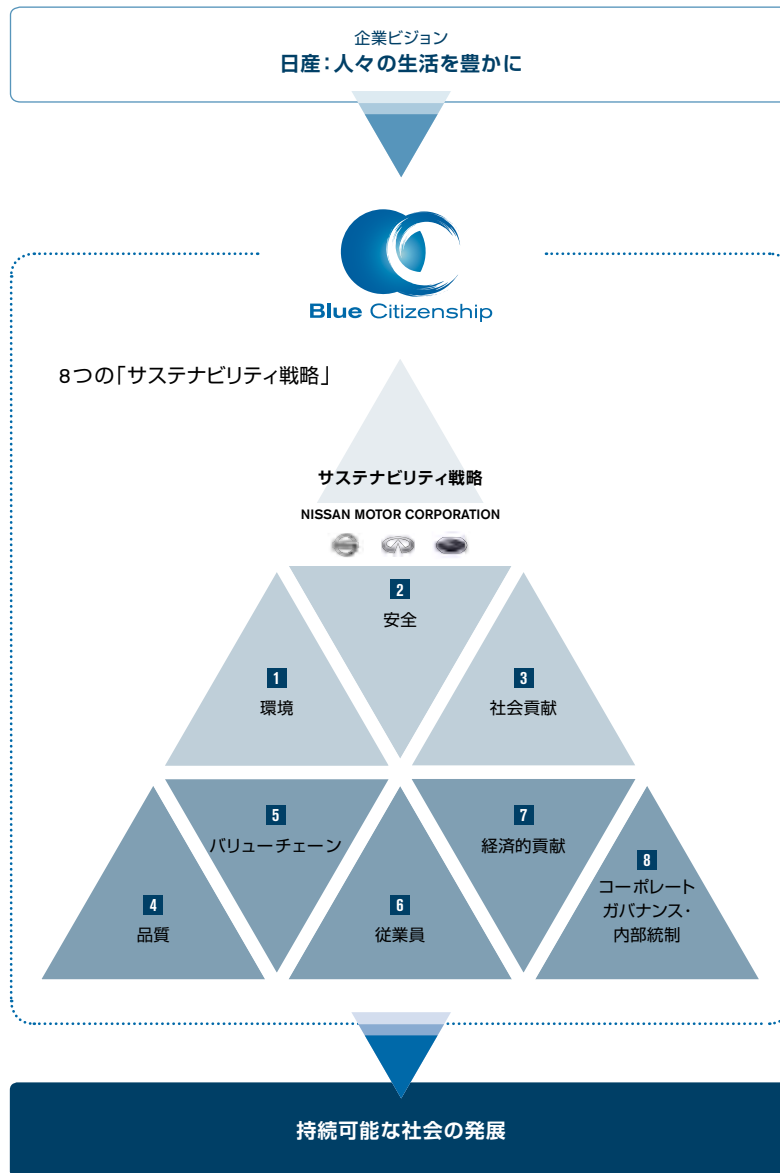 企業ビジョン
日産：人々の生活を豊かに
Blue Citizenship
8つの「サステナビリティ戦略」
サステナビリティ戦略
NISSAN MOTOR CORPORATION
2
安全
1
環境
3
社会貢献
5
バリューチェーン
7
経済的貢献
4
品質
6
従業員
8
コーポレート
ガバナンス・
内部統制
持続可能な社会の発展